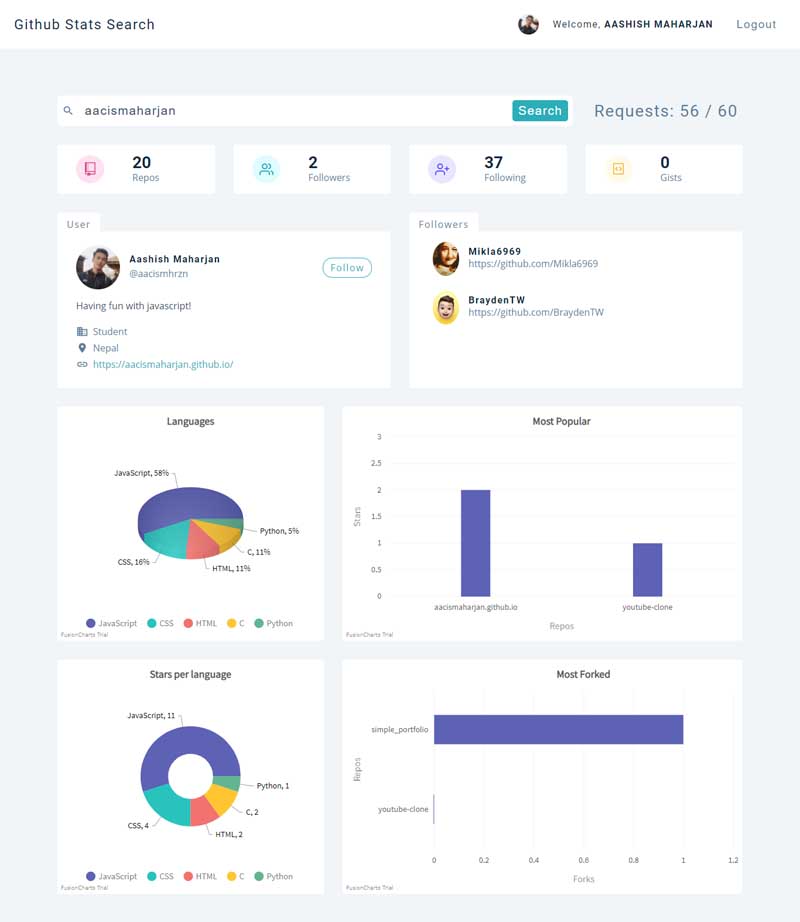 Github Stats Search
Welcome, AASHISH MAHARJAN
Logout
aacismaharjan
Search
Requests: 56 / 60
20
Repos
2
Followers
37
Following
0
Gists
User
Aashish Maharjan
@aacismhrzn
Follow
Having fun with javascript!
Student
Nepal
https://aacismaharjan.github.io/
Followers
Mikla6969
https://github.com/Mikla6969
BraydenTW
https://github.com/BraydenTW
Languages
JavaScript, 58%
Python, 5%
C, 11%
HTML, 11%
CSS, 16%
JavaScript CSS HTML C Python
FusionCharts Trial
Most Popular
3
2.5
2
1.5
1
0.5
0
Stars
aacismaharjan.github.io youtube-clone
Repos
FusionCharts Trial
Stars per language
JavaScript, 11
Python, 1
C, 2
HTML, 2
CSS, 4
JavaScript CSS HTML C Python
FusionCharts Trial
Most Forked
simple_portfolio
Repos
youtube-clone
0 0.2 0.4 0.6 0.8 1 1.2
Forks
FusionCharts Trial